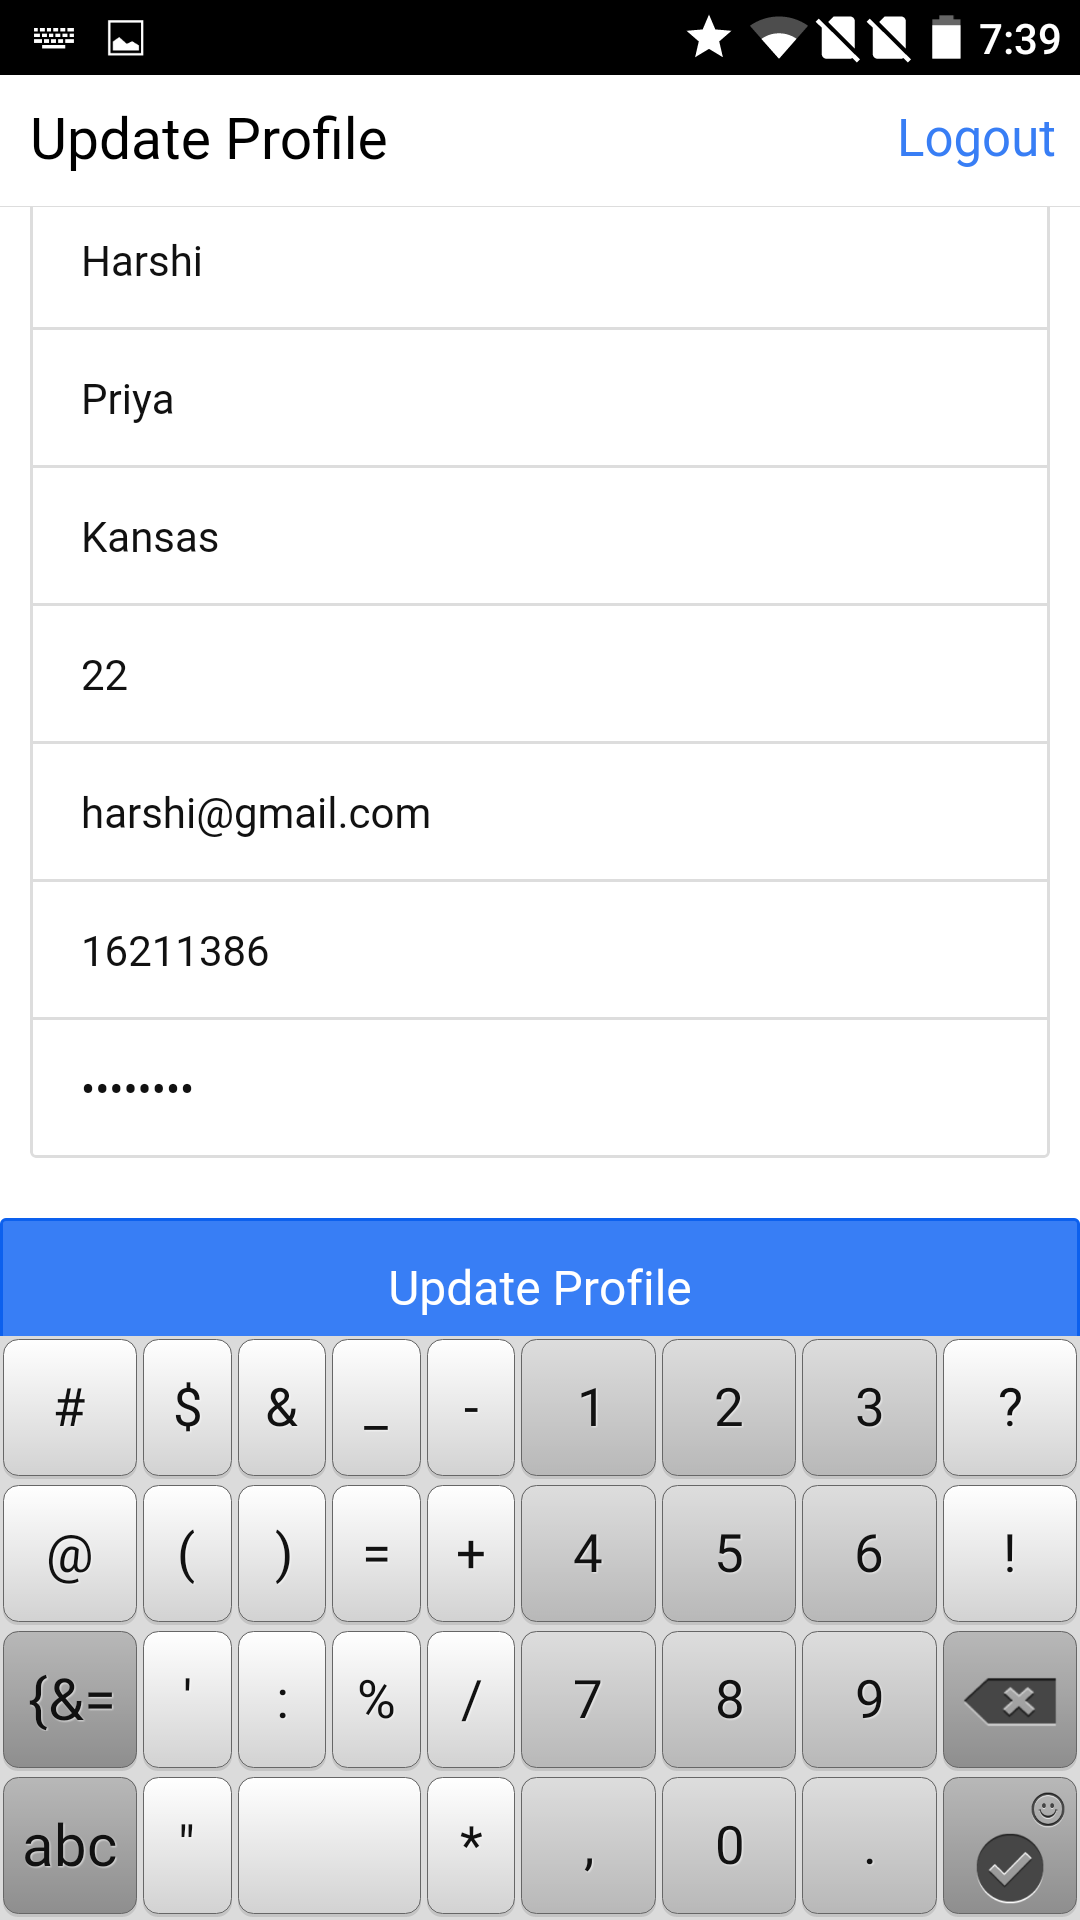 7:39
Update Profile Logout
Harshi
Priya
Kansas
22
harshi@gmail.com
16211386
••••••••
Update Profile
# $ & _ - 1 2 3 ?
@ ( ) = + 4 5 6 !
{&= ' : % / 7 8 9
abc " * , 0 .